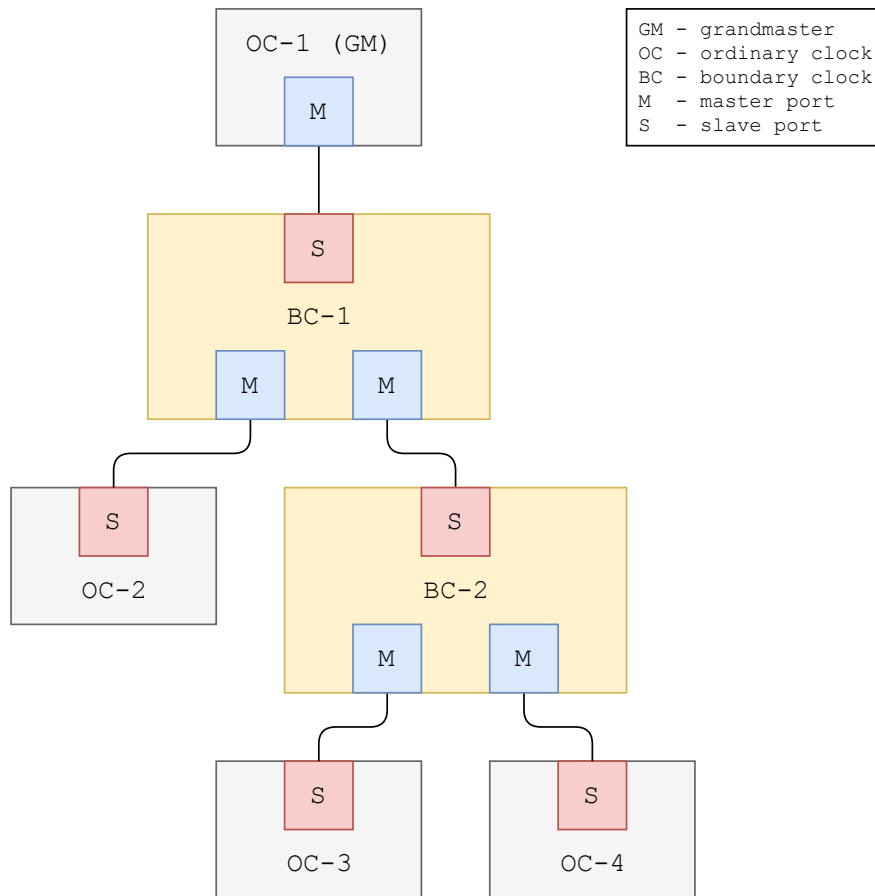 OC-1 (GM)
M
GM - grandmaster
OC - ordinary clock
BC - boundary clock
M  - master port
S  - slave port
S
BC-1
M M
S
OC-2
S
BC-2
M M
S
OC-3
S
OC-4